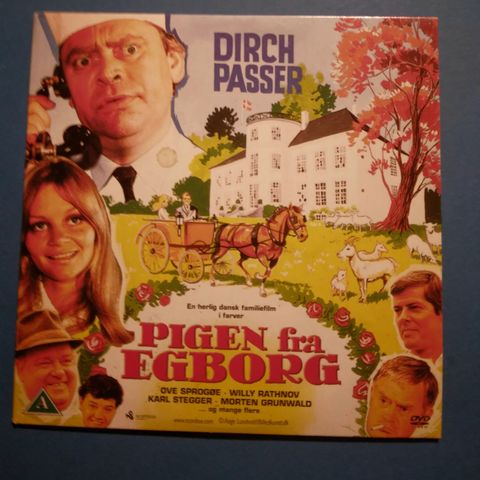 DIRCH
PASSER
En herlig dansk familiefilm
i farver
PIGEN fra
EGBORG
OVE SPROGØE - WILLY RATHNOV
KARL STEGGER - MORTEN GRUNWALD
... og mange flere
A
DVD